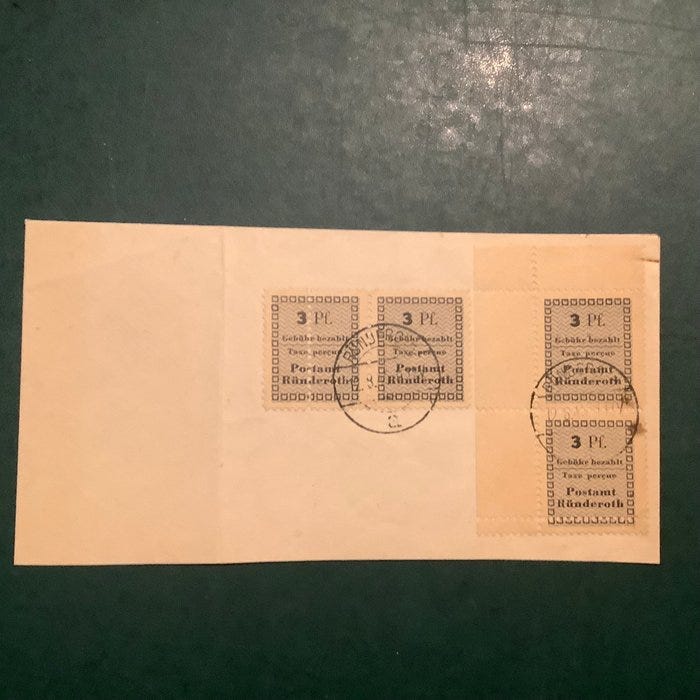 3 Pf.
Gebühr bezahlt
Taxe perçue
Postamt
Ründeroth
3 Pf.
Gebühr bezahlt
Taxe perçue
Postamt
Ründeroth
a
3 Pf.
Gebühr bezahlt
Taxe perçue
Postamt
Ründeroth
3 Pf.
Gebühr bezahlt
Taxe perçue
Postamt
Ründeroth